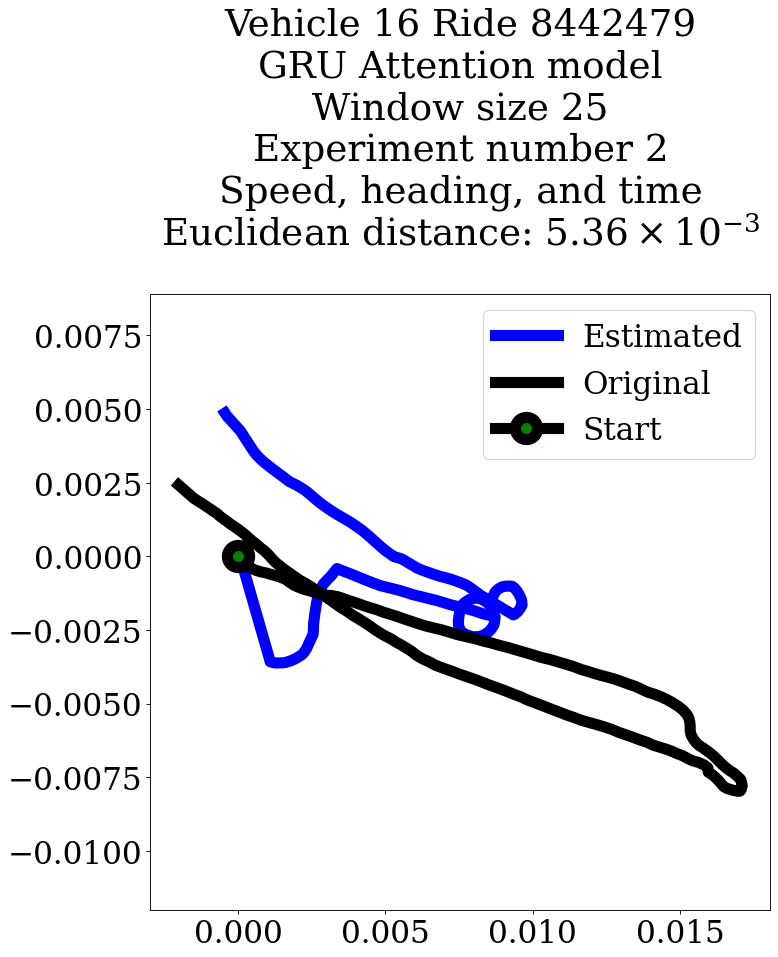 Vehicle 16 Ride 8442479
GRU Attention model
Window size 25
Experiment number 2
Speed, heading, and time
Euclidean distance: 5.36 × 10⁻³
Estimated
Original
Start
0.0075
0.0050
0.0025
0.0000
−0.0025
−0.0050
−0.0075
−0.0100
0.000 0.005 0.010 0.015